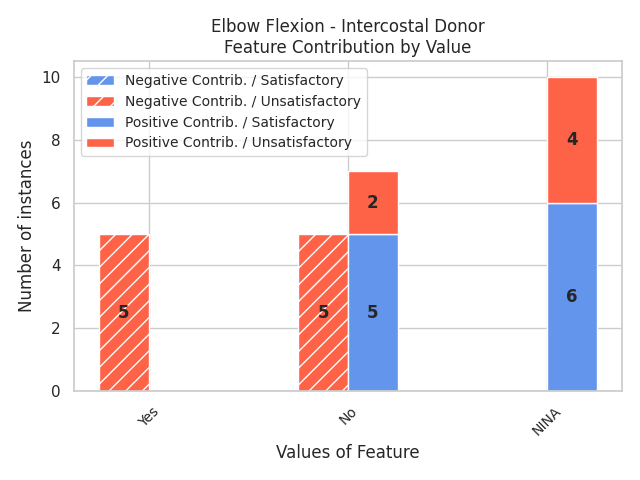 Elbow Flexion - Intercostal Donor
Feature Contribution by Value
Negative Contrib. / Satisfactory
Negative Contrib. / Unsatisfactory
Positive Contrib. / Satisfactory
Positive Contrib. / Unsatisfactory
Number of instances
10
8
6
4
2
0
5
5
2
5
4
6
Yes
No
NINA
Values of Feature